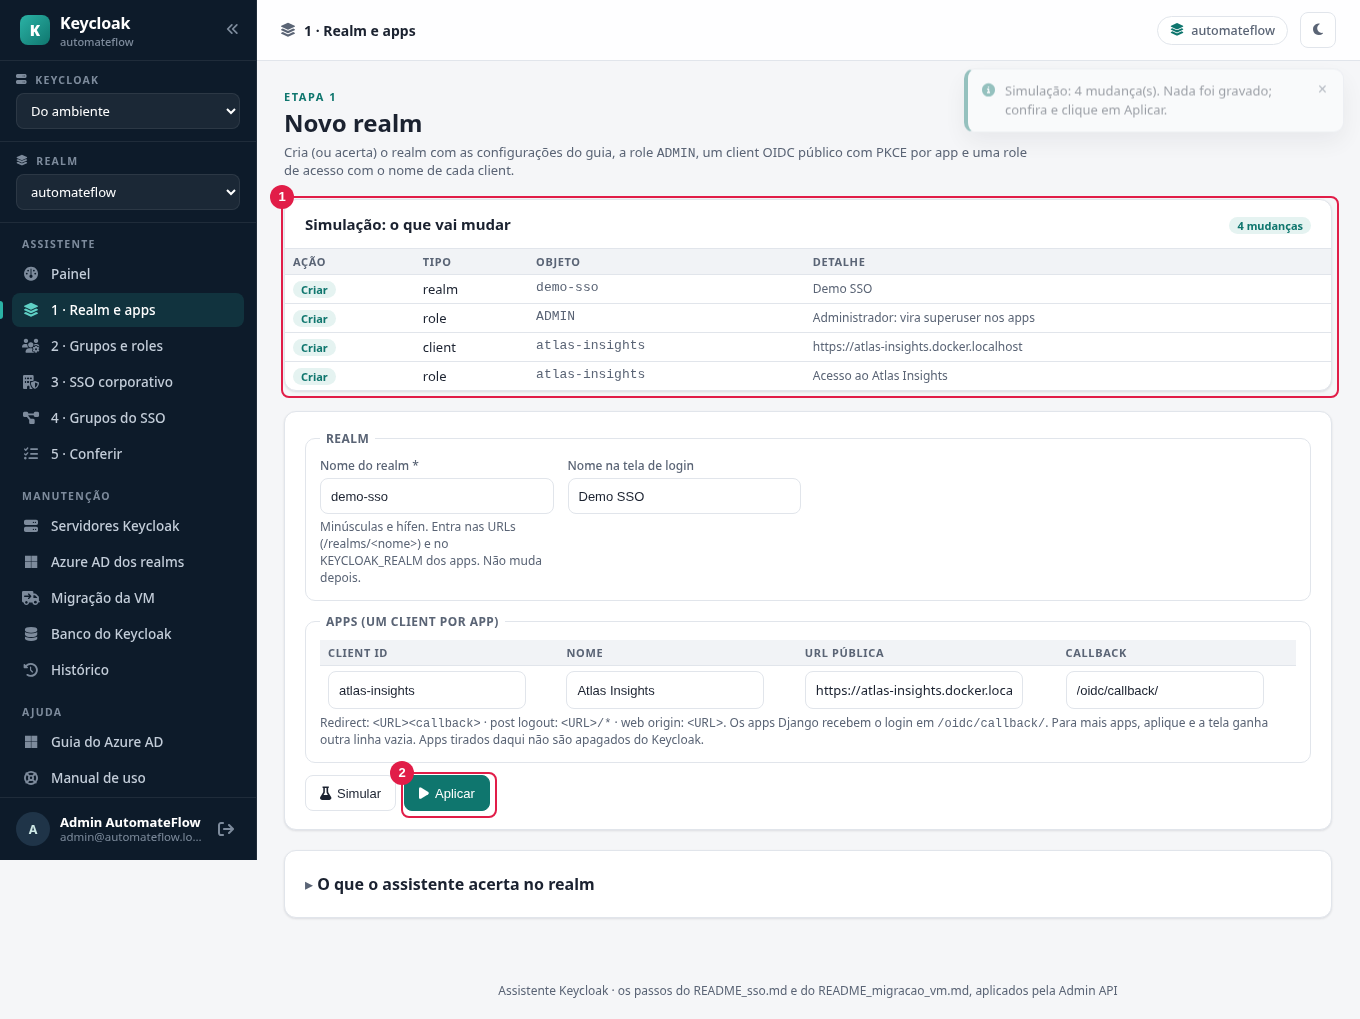 K
Keycloak
automateflow
KEYCLOAK
Do ambiente
REALM
automateflow
ASSISTENTE
Painel
1 · Realm e apps
2 · Grupos e roles
3 · SSO corporativo
4 · Grupos do SSO
5 · Conferir
MANUTENÇÃO
Servidores Keycloak
Azure AD dos realms
Migração da VM
Banco do Keycloak
Histórico
AJUDA
Guia do Azure AD
Manual de uso
A
Admin AutomateFlow
admin@automateflow.lo...
1 · Realm e apps
automateflow
Simulação: 4 mudança(s). Nada foi gravado;
confira e clique em Aplicar.
×
ETAPA 1
Novo realm
Cria (ou acerta) o realm com as configurações do guia, a role ADMIN, um client OIDC público com PKCE por app e uma role
de acesso com o nome de cada client.
1
Simulação: o que vai mudar
4 mudanças
AÇÃO TIPO OBJETO DETALHE
Criar realm demo-sso Demo SSO
Criar role ADMIN Administrador: vira superuser nos apps
Criar client atlas-insights https://atlas-insights.docker.localhost
Criar role atlas-insights Acesso ao Atlas Insights
REALM
Nome do realm * Nome na tela de login
demo-sso Demo SSO
Minúsculas e hífen. Entra nas URLs
(/realms/<nome>) e no
KEYCLOAK_REALM dos apps. Não muda
depois.
APPS (UM CLIENT POR APP)
CLIENT ID NOME URL PÚBLICA CALLBACK
atlas-insights Atlas Insights https://atlas-insights.docker.loca /oidc/callback/
Redirect: <URL><callback> · post logout: <URL>/* · web origin: <URL>. Os apps Django recebem o login em /oidc/callback/. Para mais apps, aplique e a tela ganha
outra linha vazia. Apps tirados daqui não são apagados do Keycloak.
2
Simular Aplicar
▸ O que o assistente acerta no realm
Assistente Keycloak · os passos do README_sso.md e do README_migracao_vm.md, aplicados pela Admin API